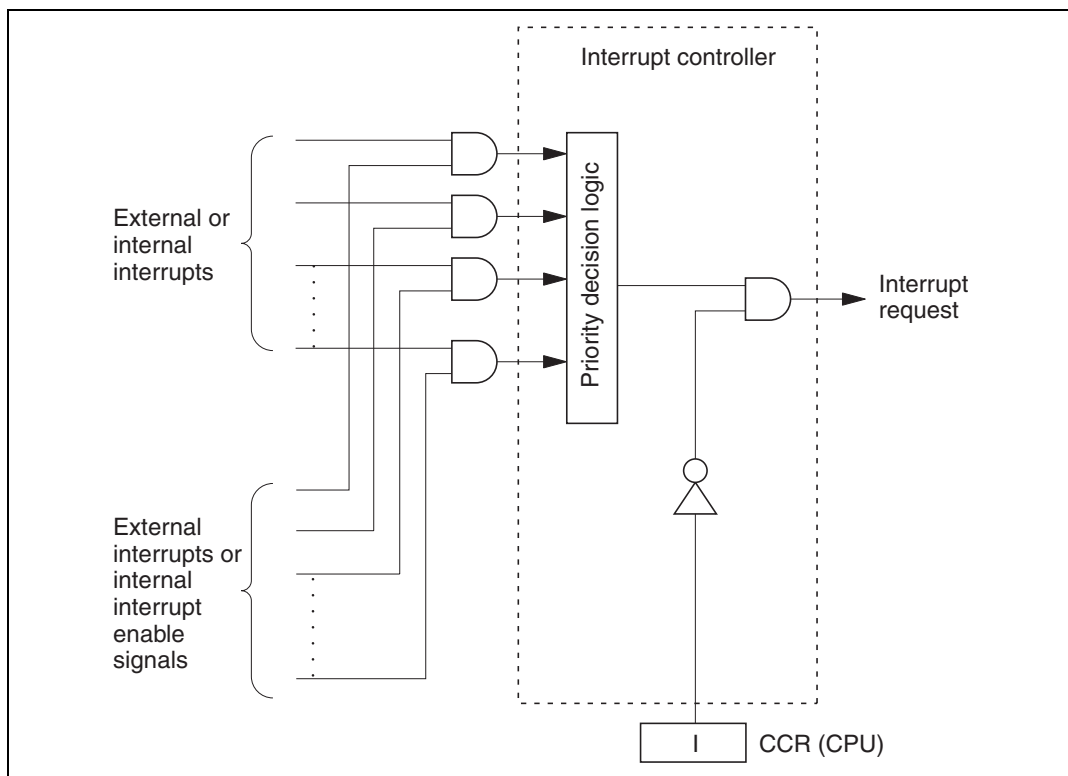 Interrupt controller
External or
internal
interrupts
Priority decision logic
Interrupt
request
External
interrupts or
internal
interrupt
enable
signals
I
CCR (CPU)